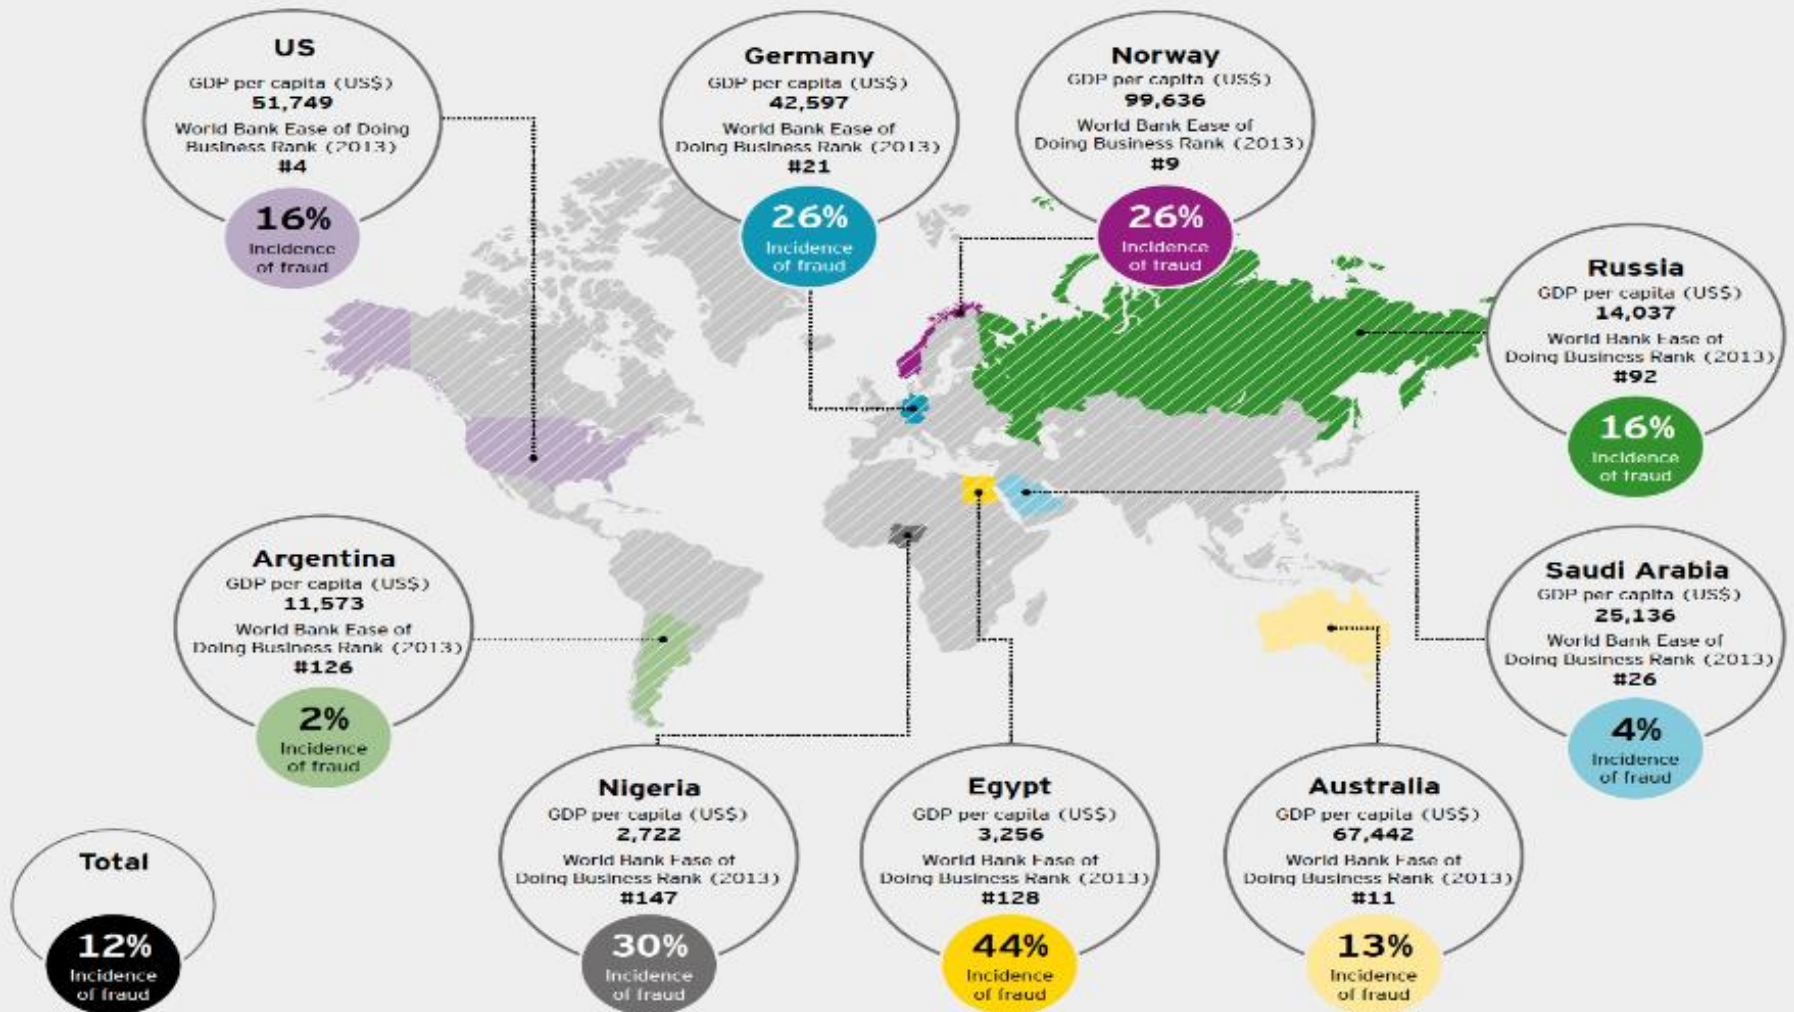 US
GDP per capita (US$)
51,749
World Bank Ease of Doing
Business Rank (2013)
#4
16%
Incidence
of fraud
Germany
GDP per capita (US$)
42,597
World Bank Ease of
Doing Business Rank (2013)
#21
26%
Incidence
of fraud
Norway
GDP per capita (US$)
99,636
World Bank Ease of
Doing Business Rank (2013)
#9
26%
Incidence
of fraud
Russia
GDP per capita (US$)
14,037
World Bank Ease of
Doing Business Rank (2013)
#92
16%
Incidence
of fraud
Argentina
GDP per capita (US$)
11,573
World Bank Ease of
Doing Business Rank (2013)
#126
2%
Incidence
of fraud
Saudi Arabia
GDP per capita (US$)
25,136
World Bank Ease of
Doing Business Rank (2013)
#26
4%
Incidence
of fraud
Total
12%
Incidence
of fraud
Nigeria
GDP per capita (US$)
2,722
World Bank Ease of
Doing Business Rank (2013)
#147
30%
Incidence
of fraud
Egypt
GDP per capita (US$)
3,256
World Bank Ease of
Doing Business Rank (2013)
#128
44%
Incidence
of fraud
Australia
GDP per capita (US$)
67,442
World Bank Ease of
Doing Business Rank (2013)
#11
13%
Incidence
of fraud